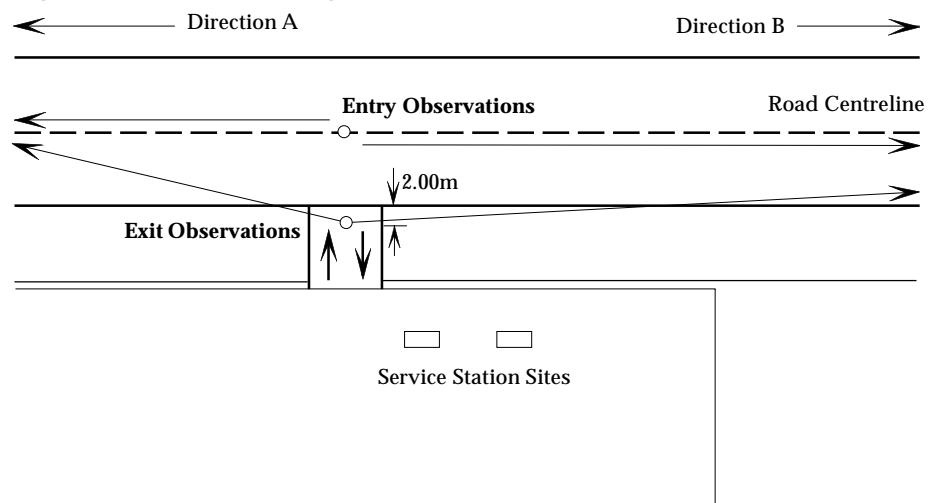 Direction A
Direction B
Entry Observations
Road Centreline
2.00m
Exit Observations
Service Station Sites